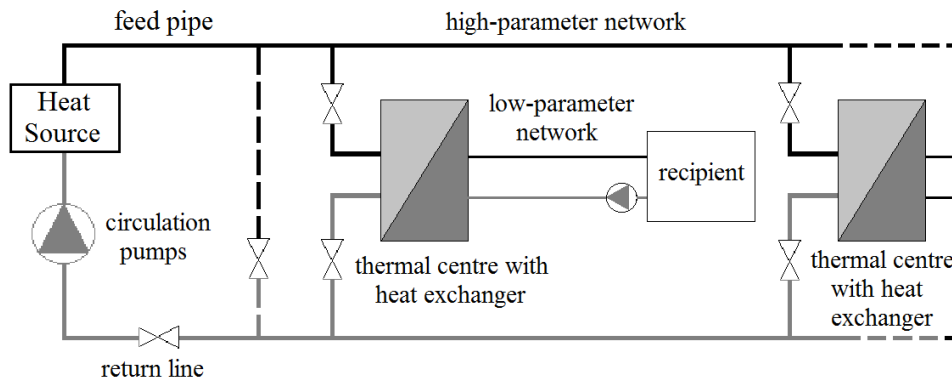 feed pipe
high-parameter network
Heat
Source
low-parameter
network
recipient
circulation
pumps
thermal centre with
heat exchanger
thermal centre
with heat
exchanger
return line